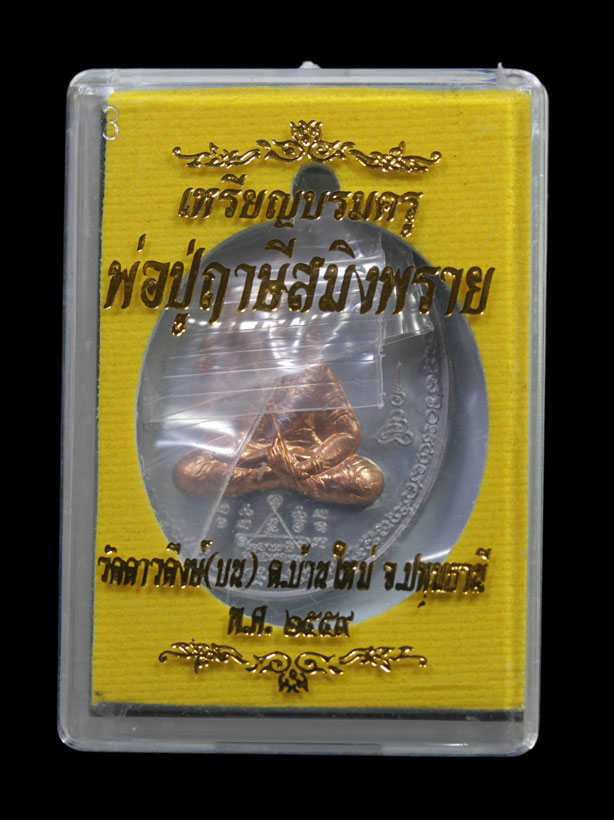 เหรียญบรมครู
พ่อปู่ฤาษีสมิงพราย
วัดดาวดึงษ์(บน) ต.บ้านใหม่ จ.ปทุมธานี
พ.ศ. ๒๕๕๙